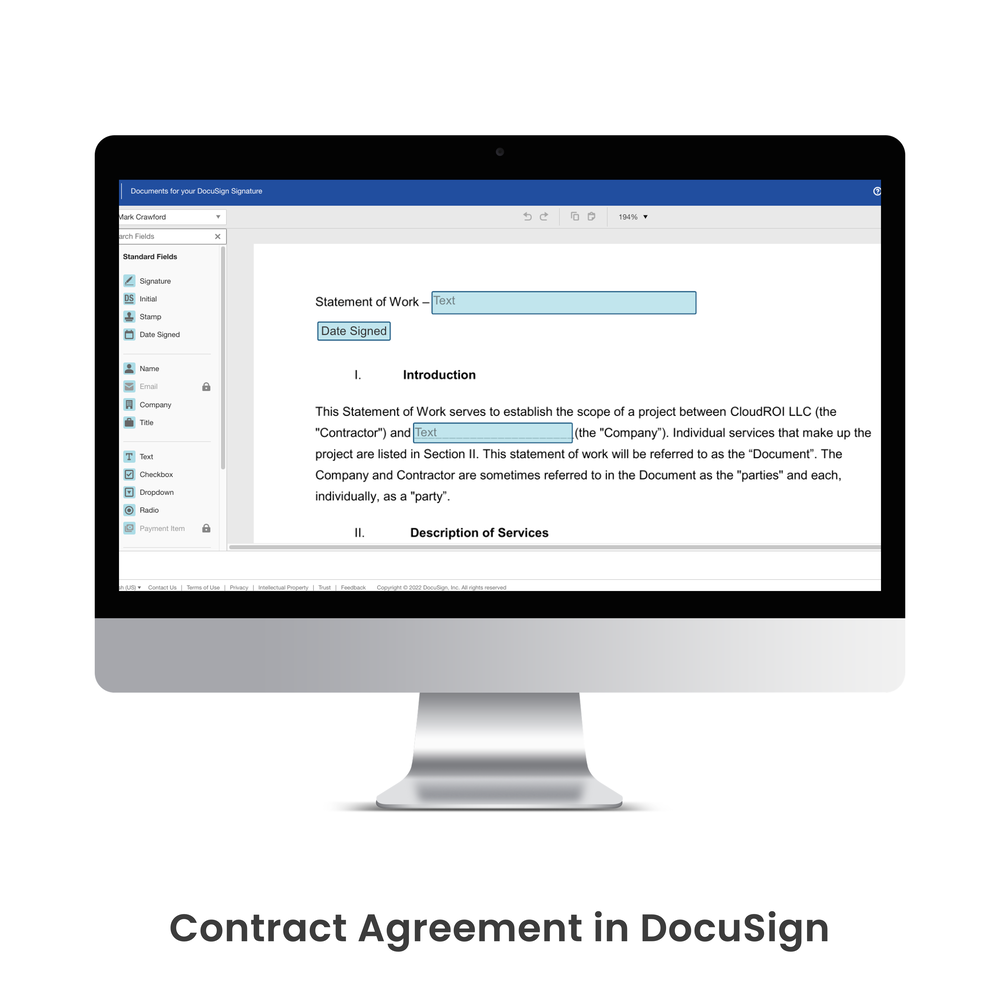 Documents for your DocuSign Signature
Mark Crawford
194%
arch Fields
Standard Fields
Signature
DS Initial
Stamp
Date Signed
Name
Email
Company
Title
T Text
Checkbox
Dropdown
Radio
Payment Item
Statement of Work – Text
Date Signed
I. Introduction
This Statement of Work serves to establish the scope of a project between CloudROI LLC (the
"Contractor") and Text (the "Company”). Individual services that make up the
project are listed in Section II. This statement of work will be referred to as the “Document”. The
Company and Contractor are sometimes referred to in the Document as the "parties" and each,
individually, as a "party”.
II. Description of Services
sh (US) Contact Us | Terms of Use | Privacy | Intellectual Property | Trust | Feedback Copyright © 2022 DocuSign, Inc. All rights reserved
Contract Agreement in DocuSign